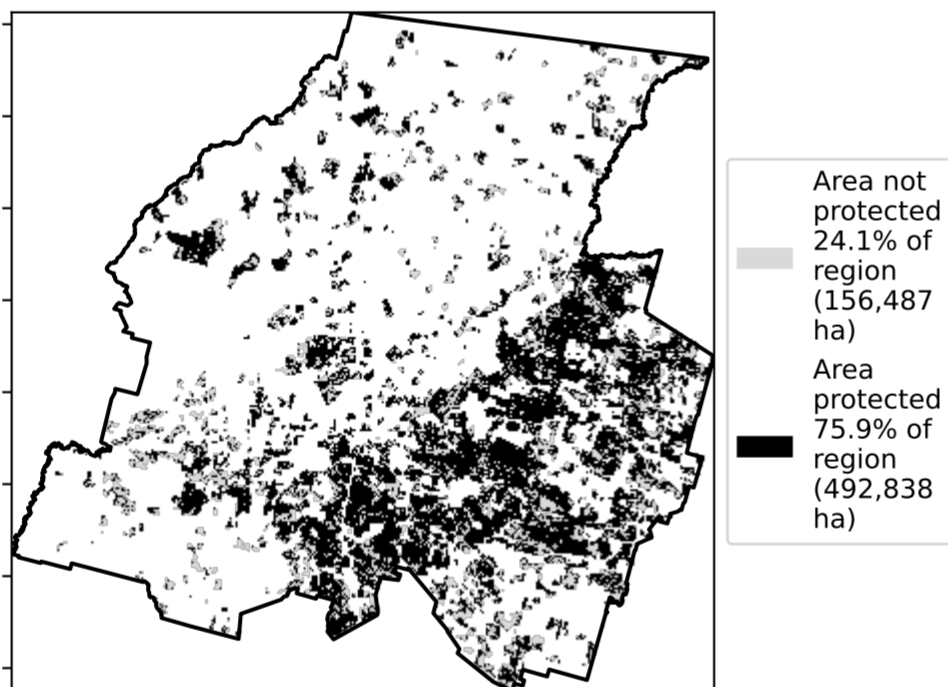 Area not
protected
24.1% of
region
(156,487
ha)
Area
protected
75.9% of
region
(492,838
ha)